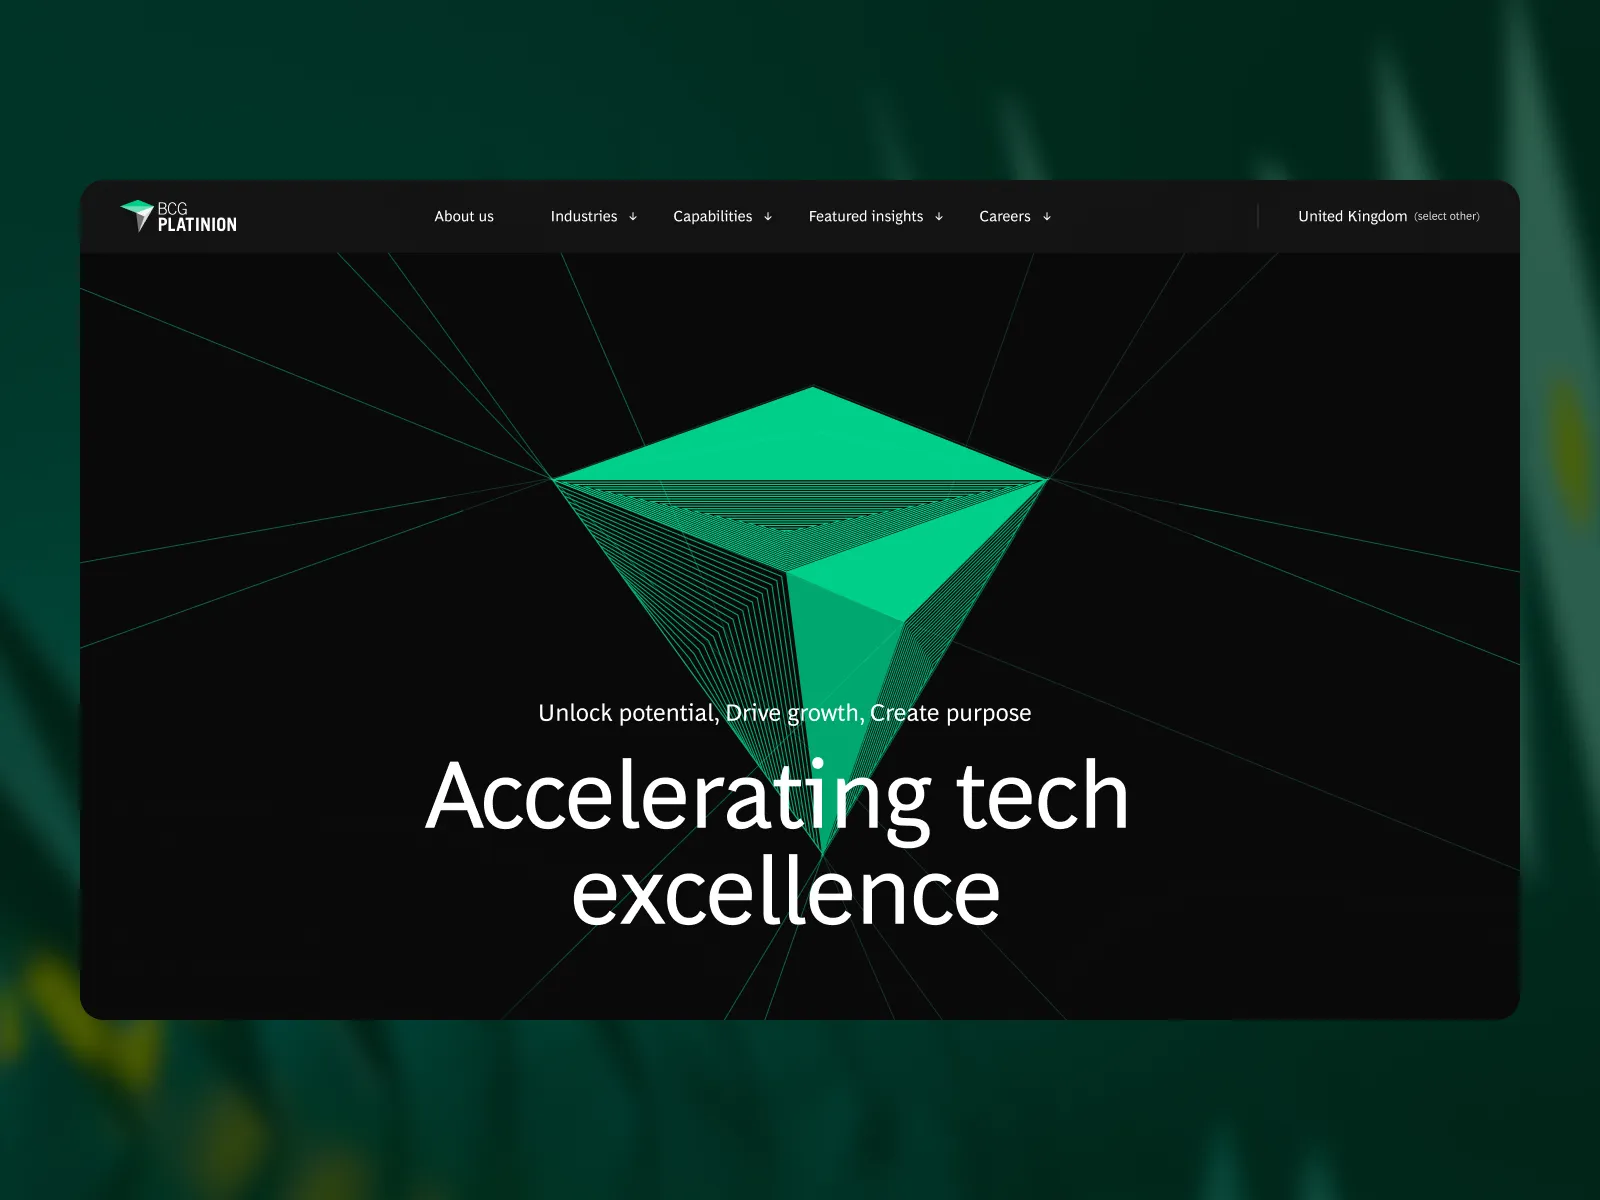 BCG
PLATINION
About us
Industries ↓
Capabilities ↓
Featured insights ↓
Careers ↓
United Kingdom (select other)
Unlock potential, Drive growth, Create purpose
Accelerating tech
excellence